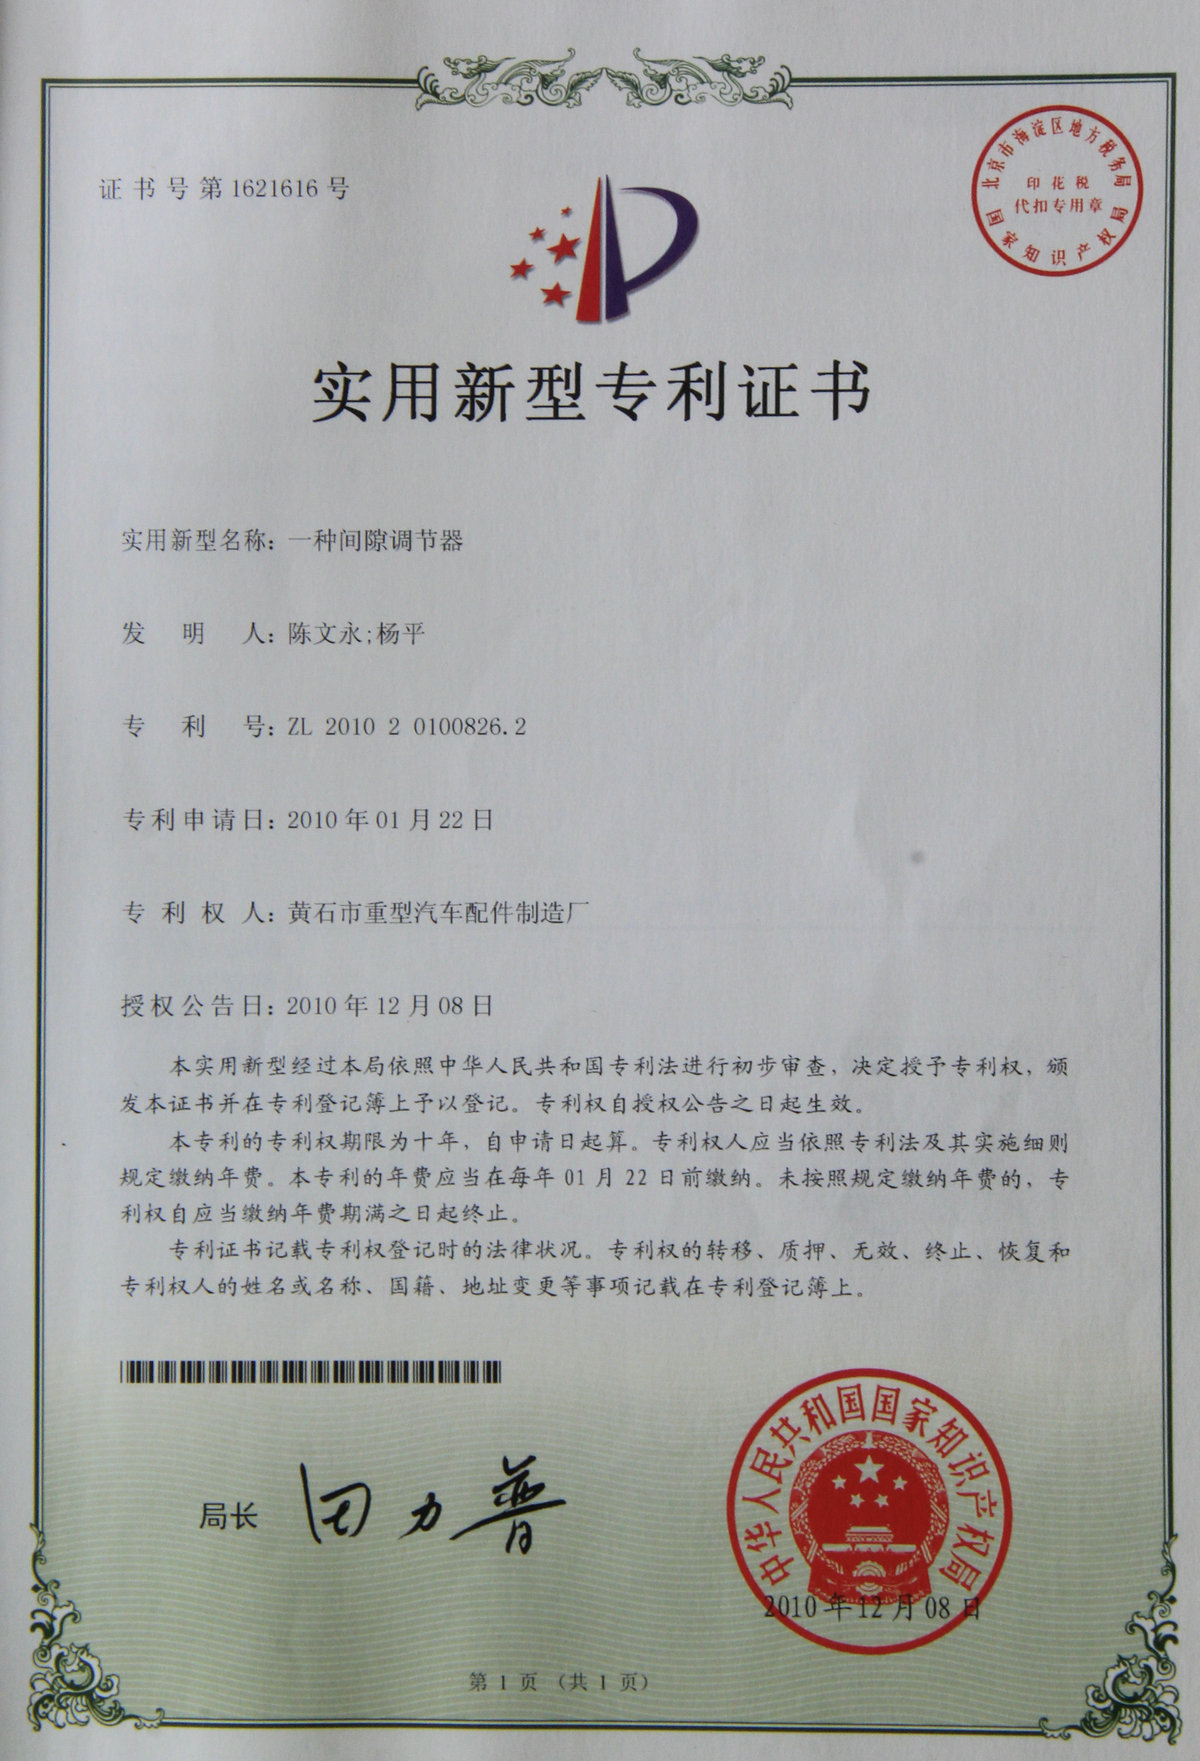 证书号第1621616号
北京市海淀区地方税务局
印花税
代扣专用章
国家知识产权局
实用新型专利证书
实用新型名称：一种间隙调节器
发明人：陈文永;杨平
专利号：ZL 2010 2 0100826.2
专利申请日：2010年01月22日
专利权人：黄石市重型汽车配件制造厂
授权公告日：2010年12月08日
本实用新型经过本局依照中华人民共和国专利法进行初步审查，决定授予专利权，颁
发本证书并在专利登记簿上予以登记。专利权自授权公告之日起生效。
本专利的专利权期限为十年，自申请日起算。专利权人应当依照专利法及其实施细则
规定缴纳年费。本专利的年费应当在每年01月22日前缴纳。未按照规定缴纳年费的，专
利权自应当缴纳年费期满之日起终止。
专利证书记载专利权登记时的法律状况。专利权的转移、质押、无效、终止、恢复和
专利权人的姓名或名称、国籍、地址变更等事项记载在专利登记簿上。
局长 田力普
中华人民共和国国家知识产权局
2010年12月08日
第1页（共1页）